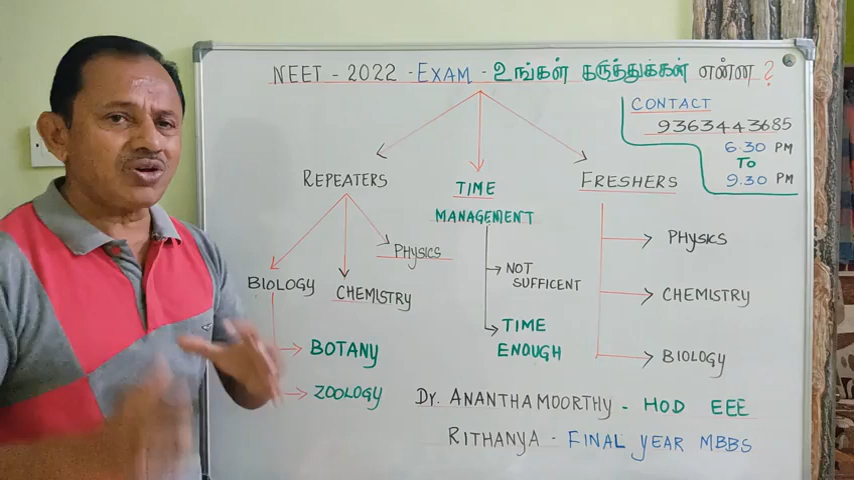 NEET - 2022 - EXAM - உங்கள் கருத்துக்கள் என்ன ?
CONTACT
9363443685
6.30 PM
TO
9.30 PM
REPEATERS
TIME
MANAGEMENT
FRESHERS
BIOLOGY
CHEMISTRY
PHYSICS
NOT
SUFFICENT
TIME
ENOUGH
PHYSICS
CHEMISTRY
BIOLOGY
BOTANY
ZOOLOGY
Dr. ANANTHAMOORTHY - HOD EEE
RITHANYA - FINAL YEAR MBBS